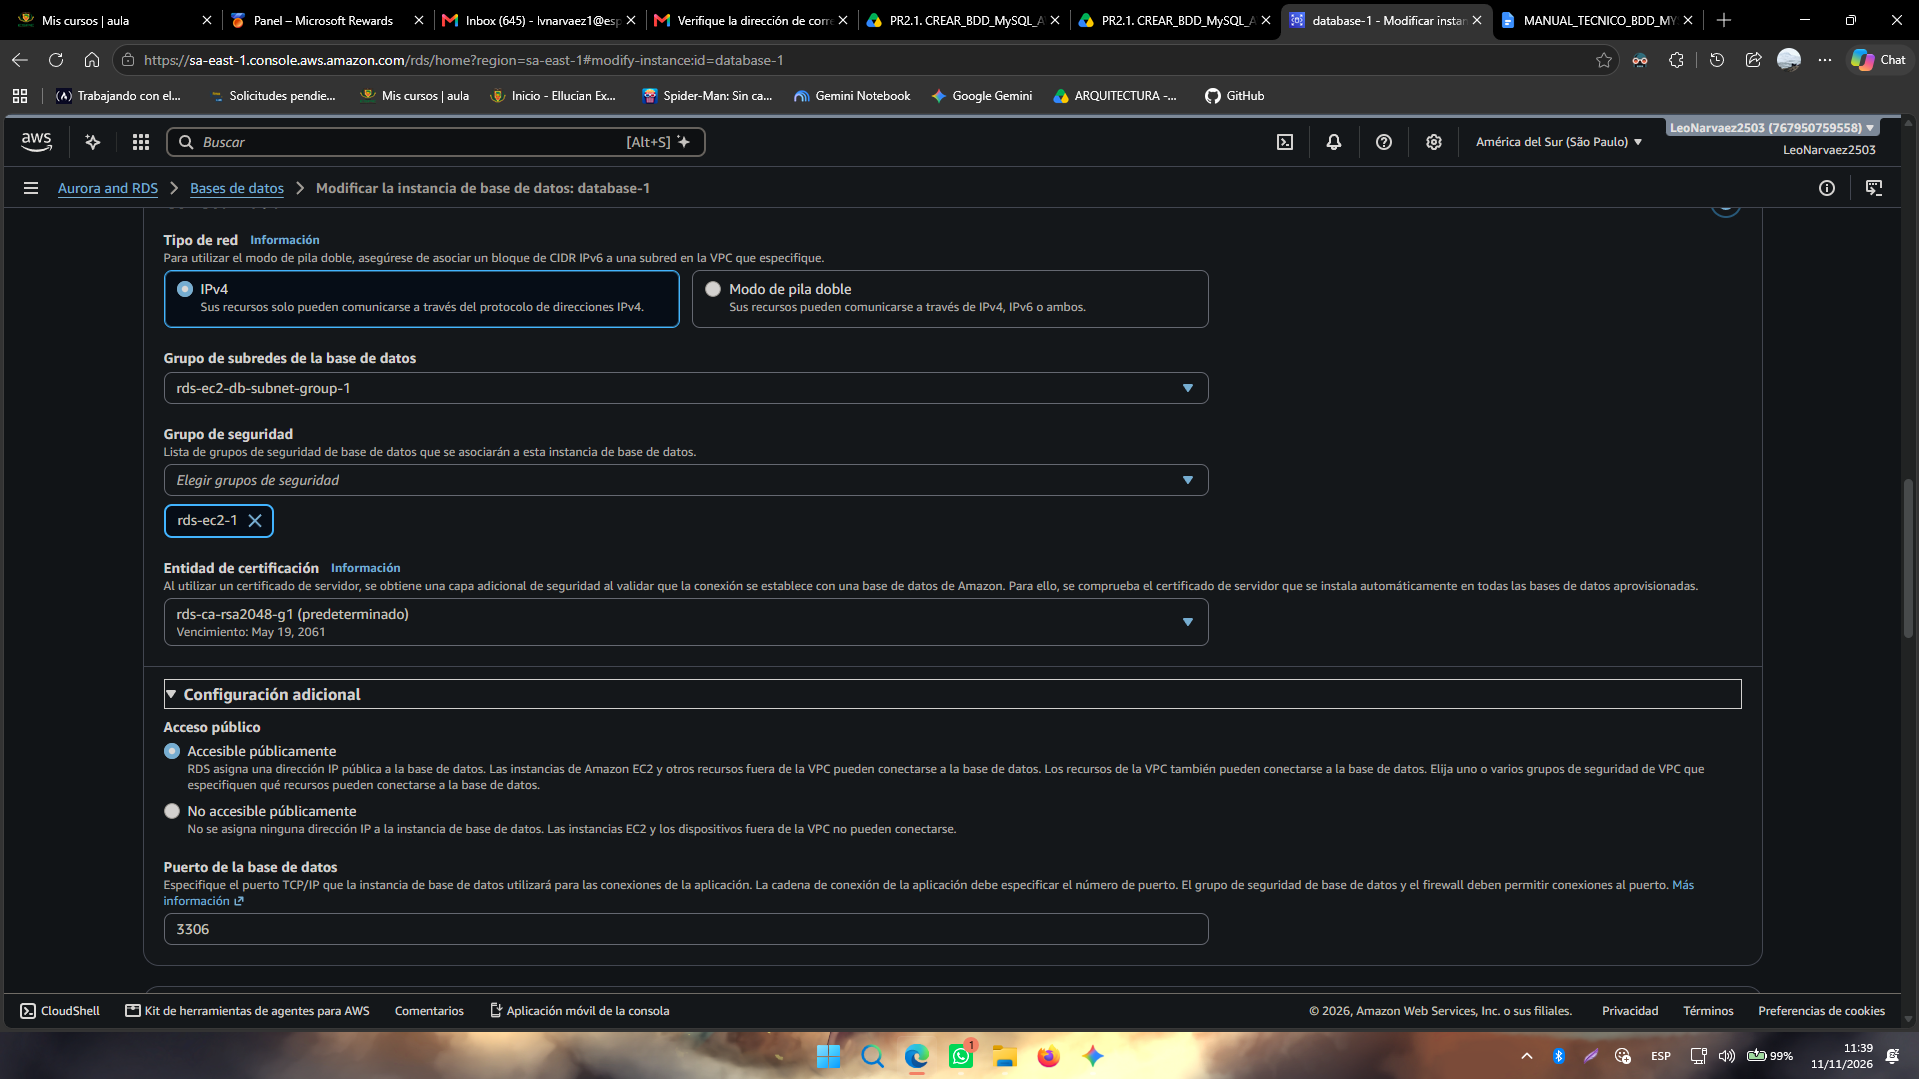 Mis cursos | aula
Panel – Microsoft Rewards
Inbox (645) - lvnarvaez1@esp
Verifique la dirección de corre
PR2.1. CREAR_BDD_MySQL_A
PR2.1. CREAR_BDD_MySQL_A
database-1 - Modificar instan
MANUAL_TECNICO_BDD_MY
https://sa-east-1.console.aws.amazon.com/rds/home?region=sa-east-1#modify-instance:id=database-1
Chat
Trabajando con el...
Solicitudes pendie...
Mis cursos | aula
Inicio - Ellucian Ex...
Spider-Man: Sin ca...
Gemini Notebook
Google Gemini
ARQUITECTURA -...
GitHub
aws
Buscar
[Alt+S]
América del Sur (São Paulo)
LeoNarvaez2503 (767950759558)
LeoNarvaez2503
Aurora and RDS
Bases de datos
Modificar la instancia de base de datos: database-1
Tipo de red Información
Para utilizar el modo de pila doble, asegúrese de asociar un bloque de CIDR IPv6 a una subred en la VPC que especifique.
IPv4
Sus recursos solo pueden comunicarse a través del protocolo de direcciones IPv4.
Modo de pila doble
Sus recursos pueden comunicarse a través de IPv4, IPv6 o ambos.
Grupo de subredes de la base de datos
rds-ec2-db-subnet-group-1
Grupo de seguridad
Lista de grupos de seguridad de base de datos que se asociarán a esta instancia de base de datos.
Elegir grupos de seguridad
rds-ec2-1
Entidad de certificación Información
Al utilizar un certificado de servidor, se obtiene una capa adicional de seguridad al validar que la conexión se establece con una base de datos de Amazon. Para ello, se comprueba el certificado de servidor que se instala automáticamente en todas las bases de datos aprovisionadas.
rds-ca-rsa2048-g1 (predeterminado)
Vencimiento: May 19, 2061
Configuración adicional
Acceso público
Accesible públicamente
RDS asigna una dirección IP pública a la base de datos. Las instancias de Amazon EC2 y otros recursos fuera de la VPC pueden conectarse a la base de datos. Los recursos de la VPC también pueden conectarse a la base de datos. Elija uno o varios grupos de seguridad de VPC que
especifiquen qué recursos pueden conectarse a la base de datos.
No accesible públicamente
No se asigna ninguna dirección IP a la instancia de base de datos. Las instancias EC2 y los dispositivos fuera de la VPC no pueden conectarse.
Puerto de la base de datos
Especifique el puerto TCP/IP que la instancia de base de datos utilizará para las conexiones de la aplicación. La cadena de conexión de la aplicación debe especificar el número de puerto. El grupo de seguridad de base de datos y el firewall deben permitir conexiones al puerto. Más
información
3306
CloudShell
Kit de herramientas de agentes para AWS
Comentarios
Aplicación móvil de la consola
© 2026, Amazon Web Services, Inc. o sus filiales.
Privacidad
Términos
Preferencias de cookies
1
ESP
99%
11:39
11/11/2026